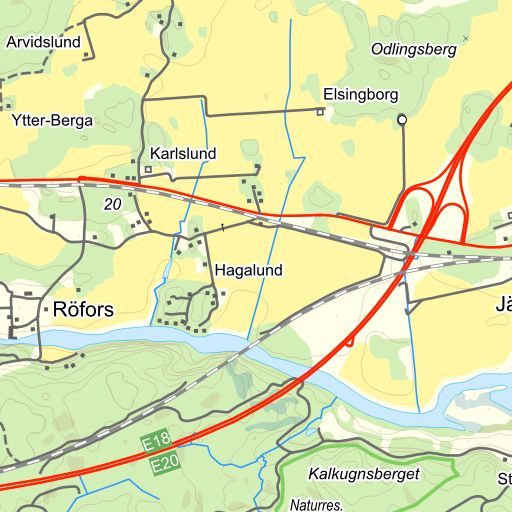 Arvidslund
Odlingsberg
Elsingborg
Ytter-Berga
Karlslund
20
Hagalund
Röfors
Jä
E18
E20
Kalkugnsberget
St
Naturres.